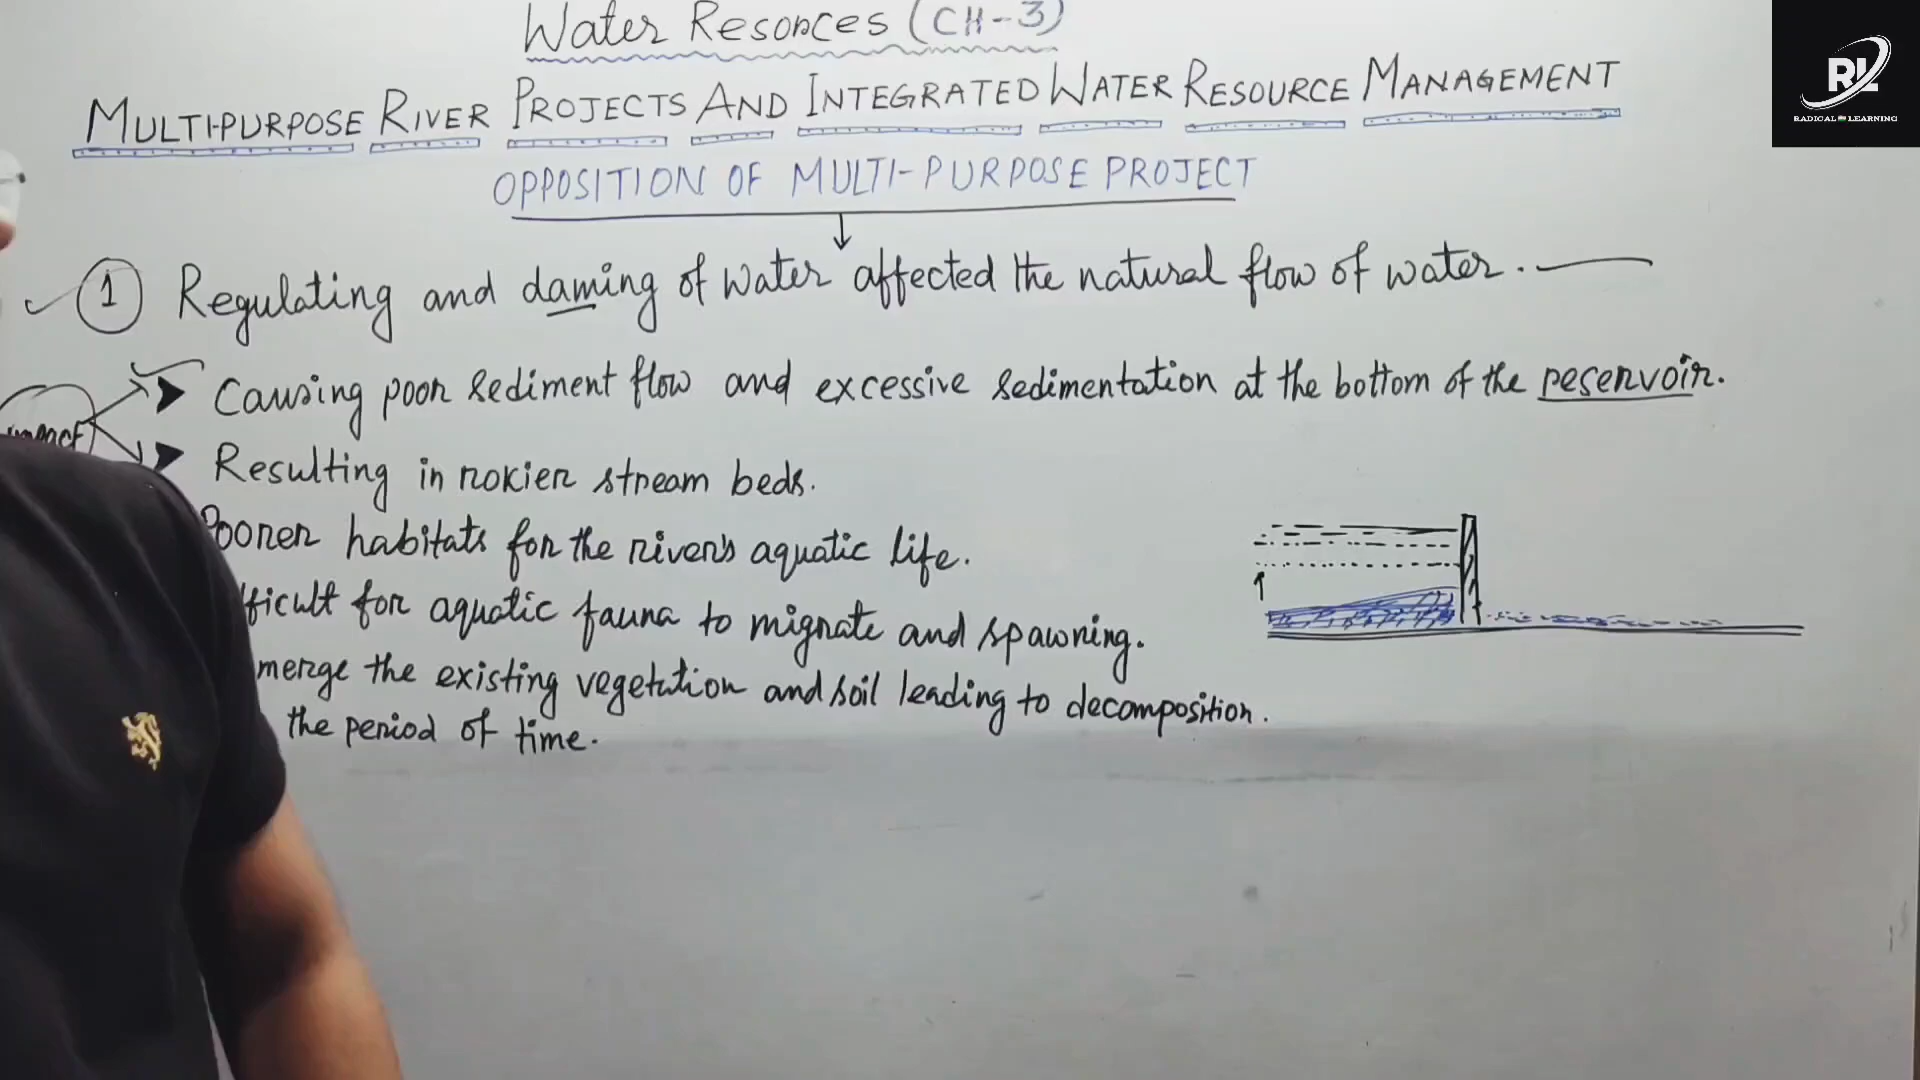 Water Resorces (CH-3)
MULTI-PURPOSE RIVER PROJECTS AND INTEGRATED WATER RESOURCE MANAGEMENT
OPPOSITION OF MULTI-PURPOSE PROJECT
1 Regulating and daming of water affected the natural flow of water.
Causing poor sediment flow and excessive sedimentation at the bottom of the reservoir.
Resulting in rokier stream beds.
Poorer habitats for the river's aquatic life.
for aquatic fauna to migrate and spawning.
merge the existing vegetation and soil leading to decomposition.
the period of time.
RL
RADICAL LEARNING